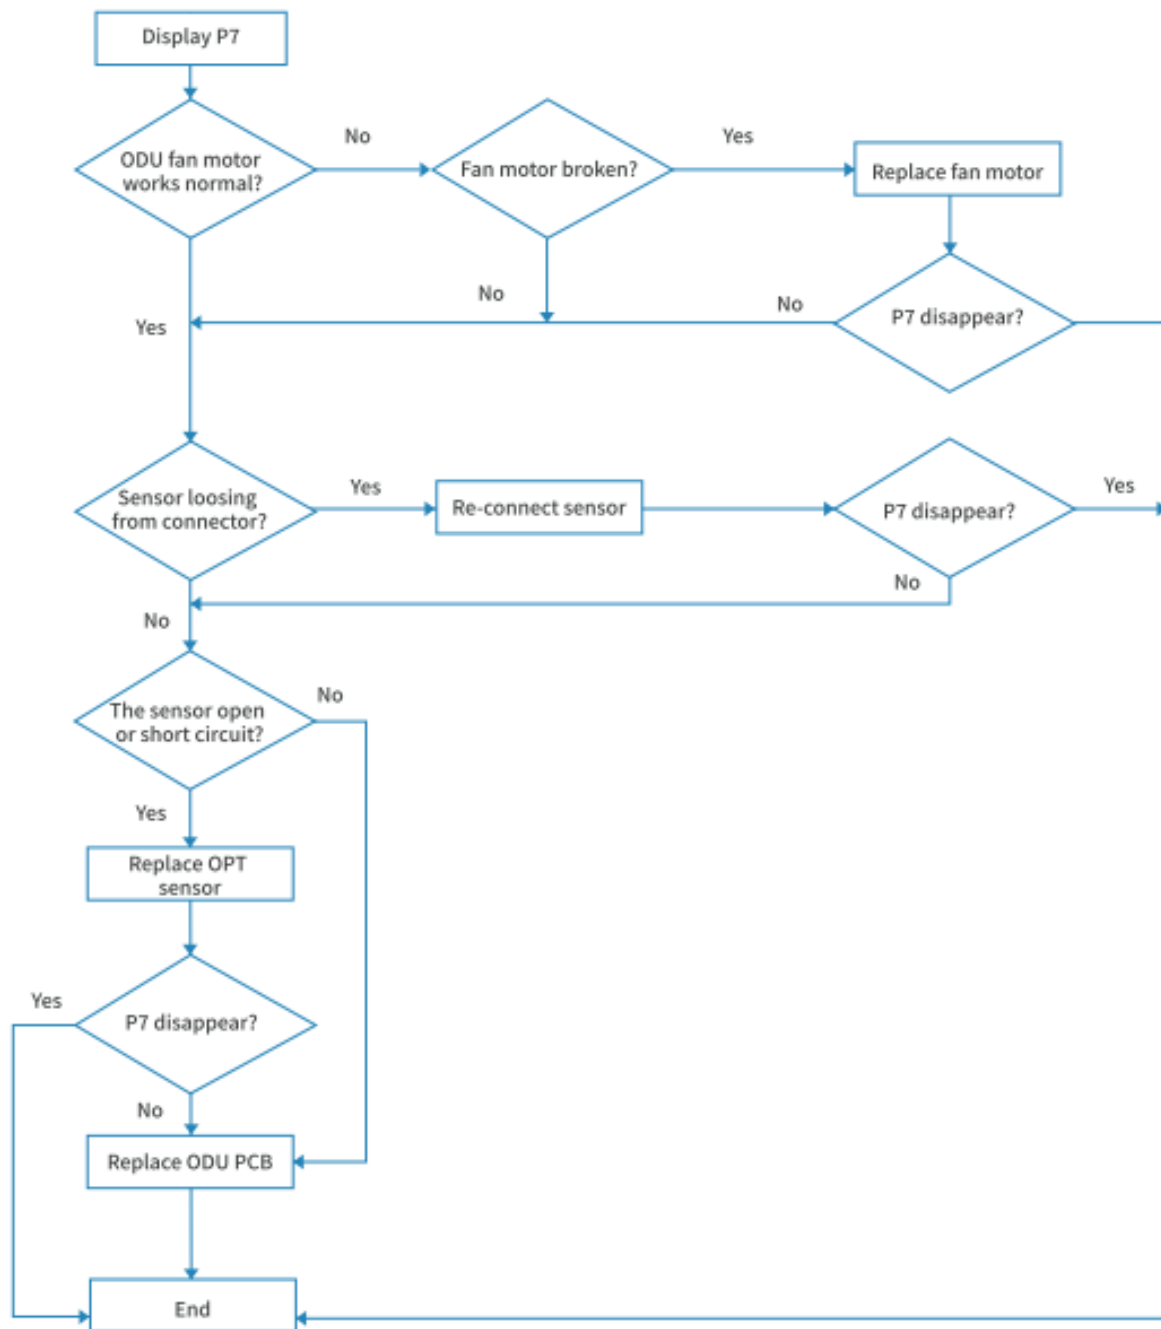 Display P7
No
Yes
ODU fan motor
works normal?
Fan motor broken?
Replace fan motor
No
No
Yes
P7 disappear?
Sensor loosing
from connector?
Yes
Re-connect sensor
P7 disappear?
Yes
No
No
The sensor open
or short circuit?
No
Yes
Replace OPT
sensor
Yes
P7 disappear?
No
Replace ODU PCB
End